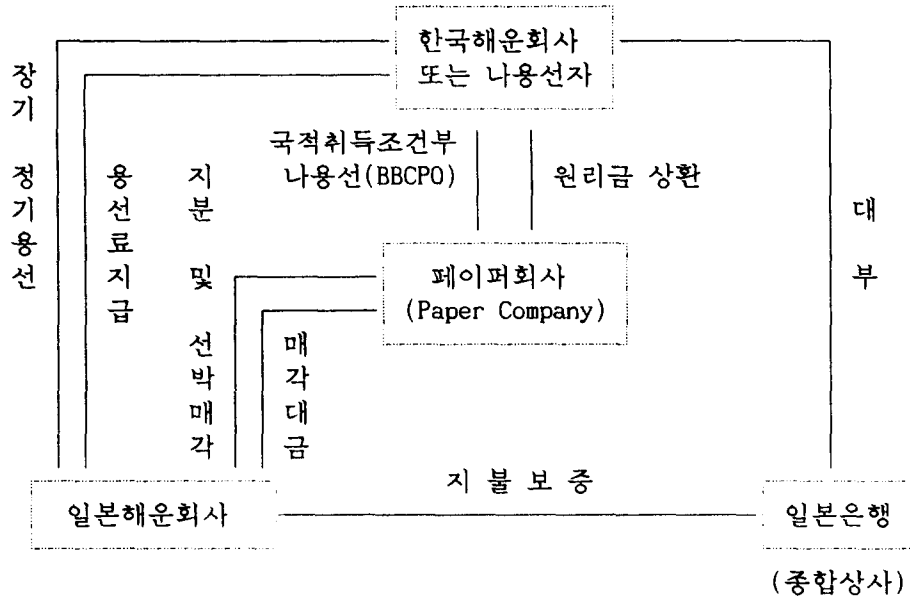 한국해운회사
또는 나용선자
장기 정기용선
용선료지급
지분 및 선박매각
매각대금
국적취득조건부
나용선(BBCPO)
원리금 상환
대부
페이퍼회사
(Paper Company)
지불보증
일본해운회사
일본은행
(종합상사)